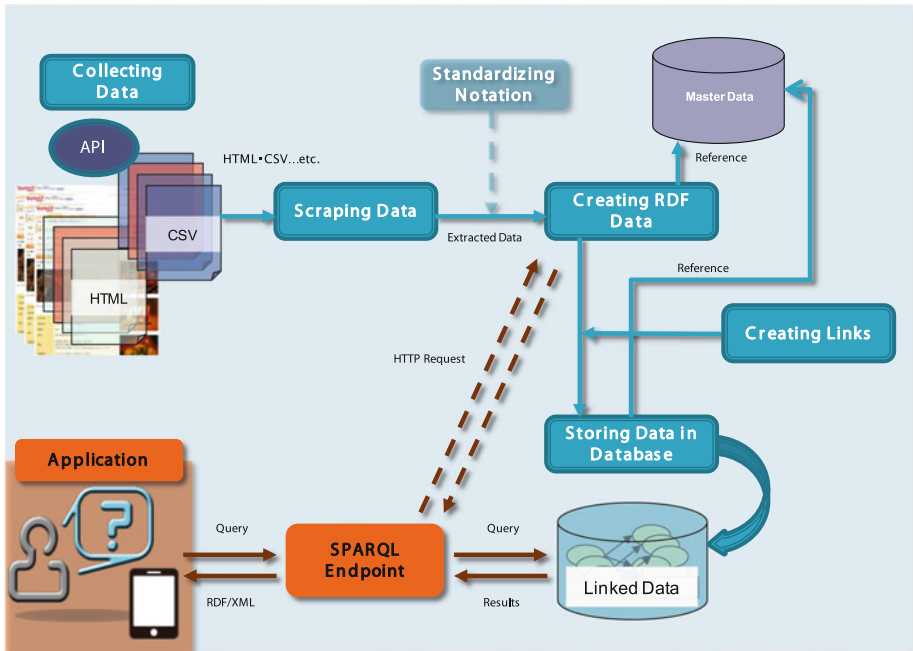 Collecting
Data
Standardizing
Notation
Master Data
API
HTML・CSV...etc.
Reference
Scraping Data
Creating RDF
Data
CSV
Extracted Data
Reference
HTML
Creating Links
HTTP Request
Storing Data in
Database
Application
Query
SPARQL
Endpoint
Query
Linked Data
RDF/XML
Results